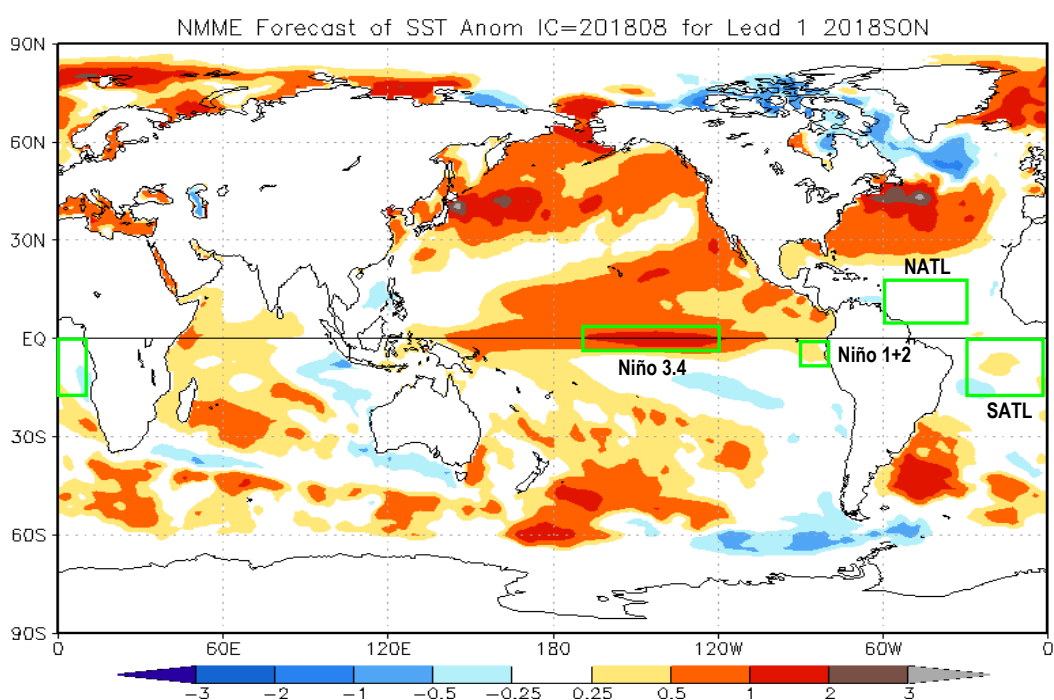 NMME Forecast of SST Anom IC=201808 for Lead 1 2018SON
90N
60N
30N
EQ
30S
60S
90S
NATL
Niño 3.4
Niño 1+2
SATL
0 60E 120E 180 120W 60W 0
-3 -2 -1 -0.5 -0.25 0.25 0.5 1 2 3